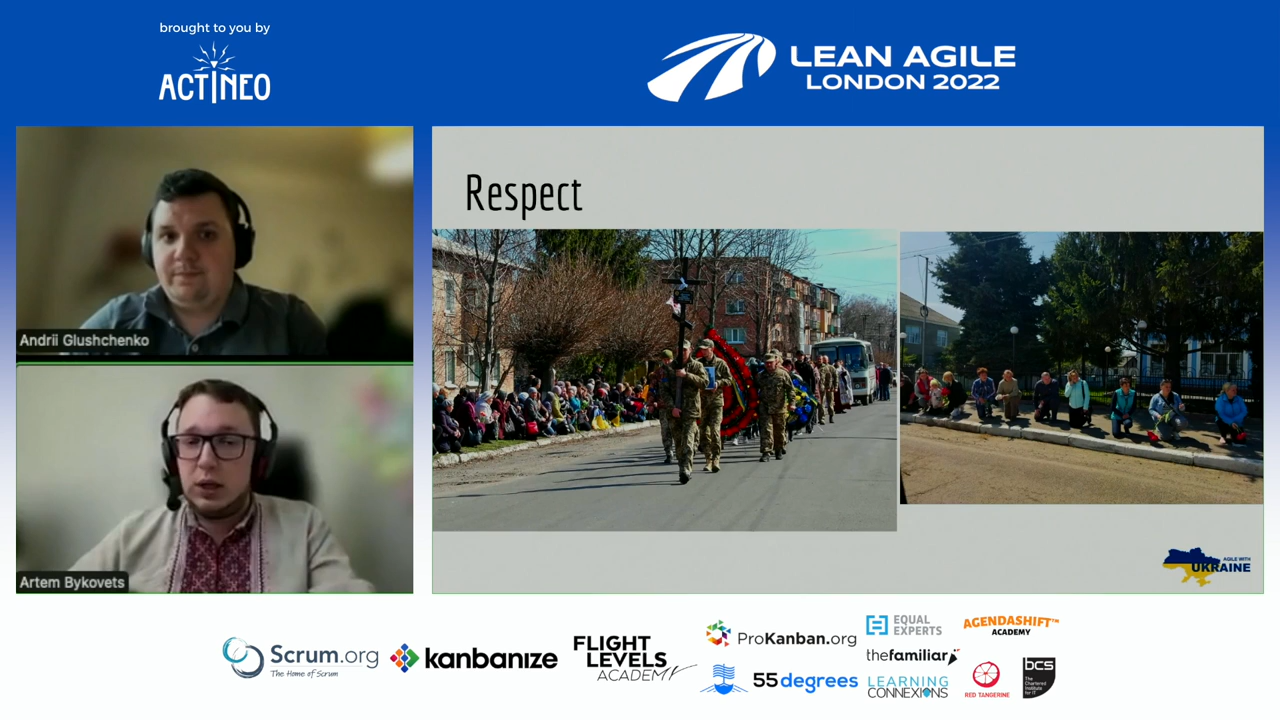 brought to you by
ACTINEO
LEAN AGILE
LONDON 2022
Andrii Glushchenko
Artem Bykovets
Respect
AGILE WITH
UKRAINE
Scrum.org
The Home of Scrum
kanbanize
FLIGHT
LEVELS
ACADEMY
ProKanban.org
55degrees
EQUAL
EXPERTS
thefamiliar
LEARNING
CONNEXIONS
AGENDASHIFT™
ACADEMY
RED TANGERINE
bcs
The
Chartered
Institute
for IT